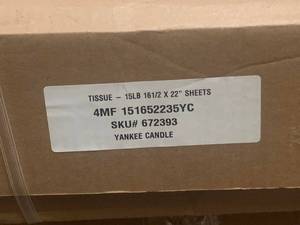 TISSUE - 15LB 161/2 X 22" SHEETS
4MF 151652235YC
SKU# 672393
YANKEE CANDLE